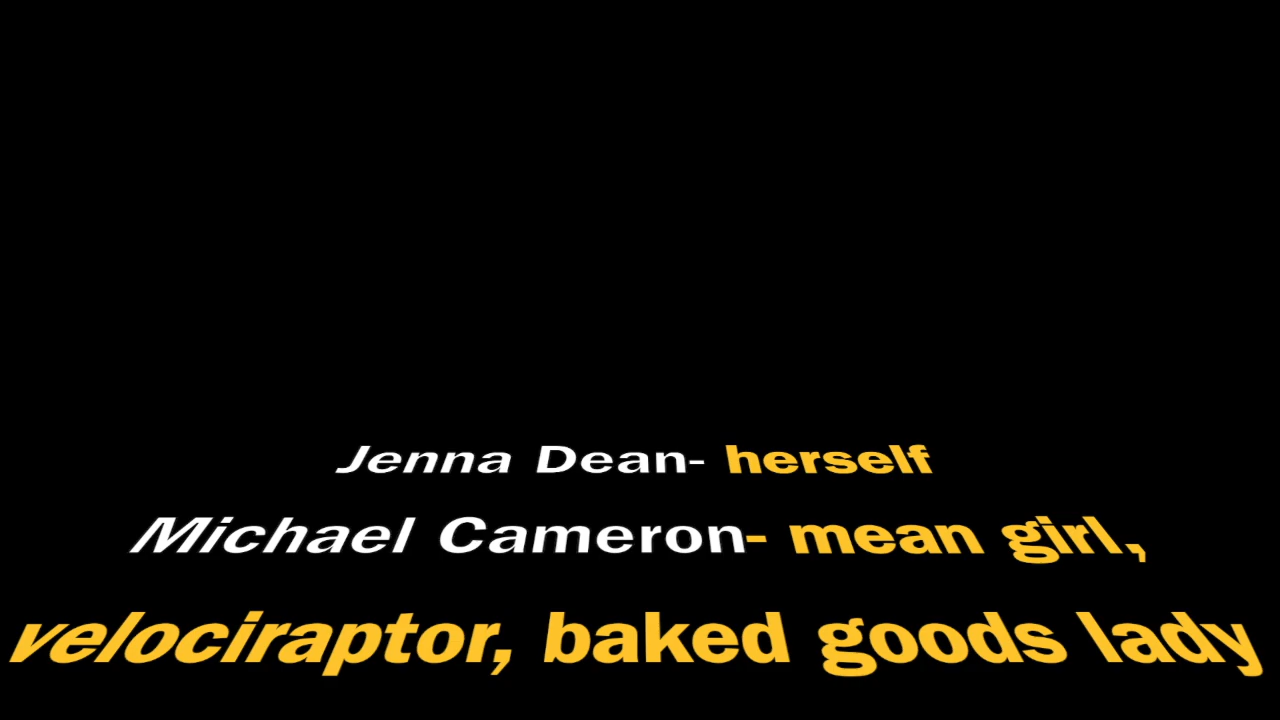 Jenna Dean- herself
Michael Cameron- mean girl,
velociraptor, baked goods lady